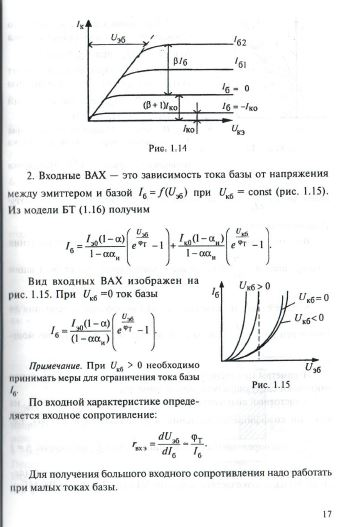 Iк
Uэб
Iб2
βIб
Iб1
Iб = 0
(β + 1)Iко
Iб = –Iко
Iко
Uкэ
Рис. 1.14
2. Входные ВАХ — это зависимость тока базы от напряжения
между эмиттером и базой Iб = f(Uэб) при Uкб = const (рис. 1.15).
Из модели БТ (1.16) получим
Iб = Iэ0(1 – α) / (1 – ααи) (e^(Uэб/φт) – 1) + Iк0(1 – αи) / (1 – ααи) (e^(Uкб/φт) – 1).
Вид входных ВАХ изображен на
рис. 1.15. При Uкб =0 ток базы
Iб = Iэ0(1 – α) / (1 – ααи) (e^(Uэб/φт) – 1).
Примечание. При Uкб > 0 необходимо
принимать меры для ограничения тока базы
Iб.
По входной характеристике опреде-
ляется входное сопротивление:
Iб
Uкб > 0
Uкб = 0
Uкб < 0
Uэб
Рис. 1.15
rвх э = dUэб / dIб = φт / Iб.
Для получения большого входного сопротивления надо работать
при малых токах базы.
17